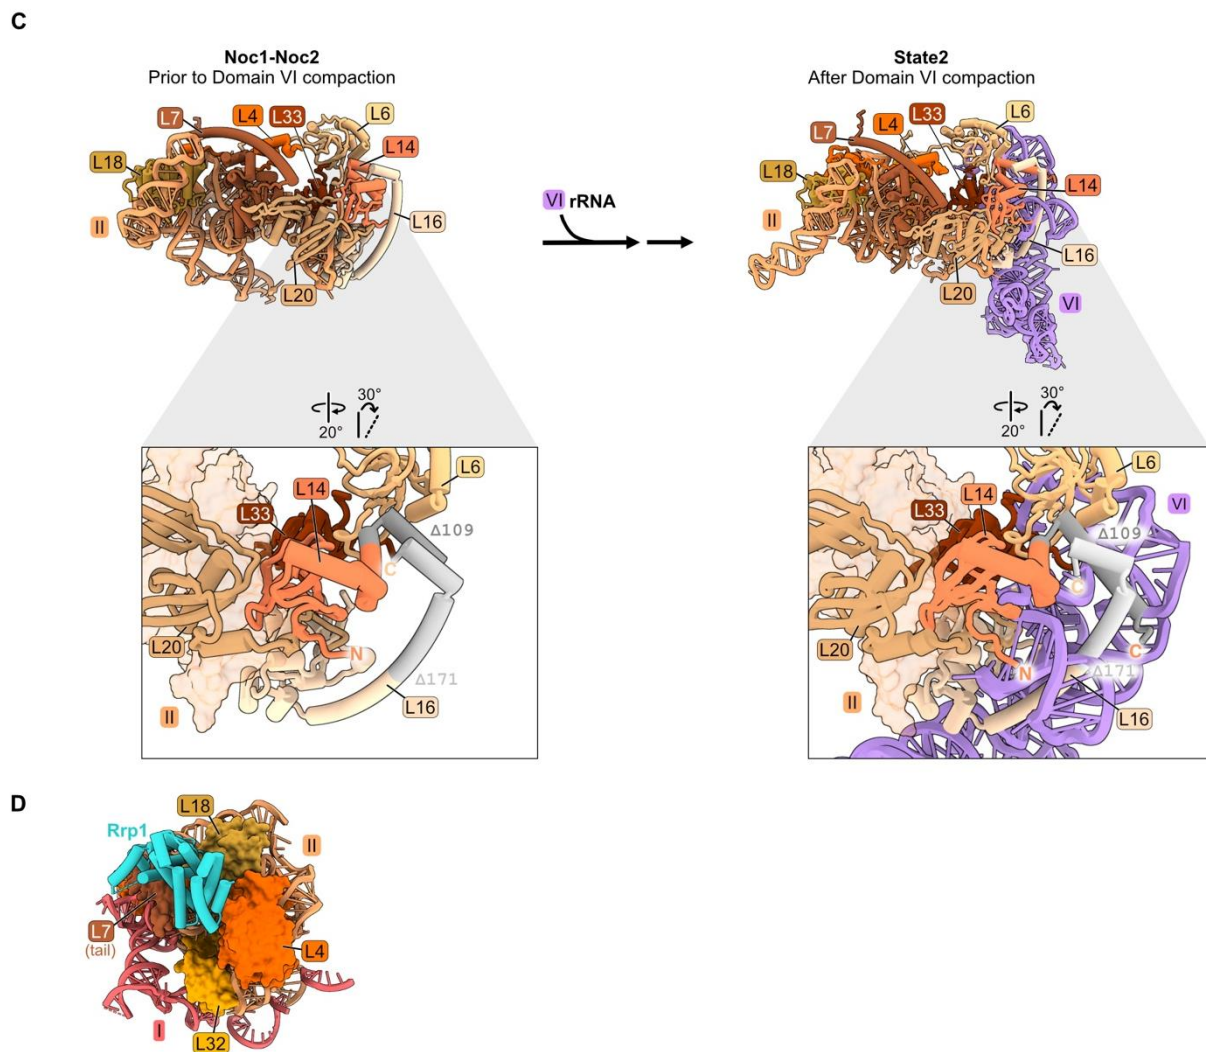 C
Noc1-Noc2
Prior to Domain VI compaction
L7
L4
L33
L6
L18
L14
II
L16
L20
VI rRNA
State2
After Domain VI compaction
L7
L4
L33
L6
L18
L14
II
L16
L20
VI
30°
20°
30°
20°
L6
L14
L33
Δ109
C
L20
N
Δ171
L16
II
L6
VI
L14
L33
Δ109
C
L20
C
N
Δ171
II
L16
D
L18
Rrp1
II
L7
(tail)
L4
I
L32